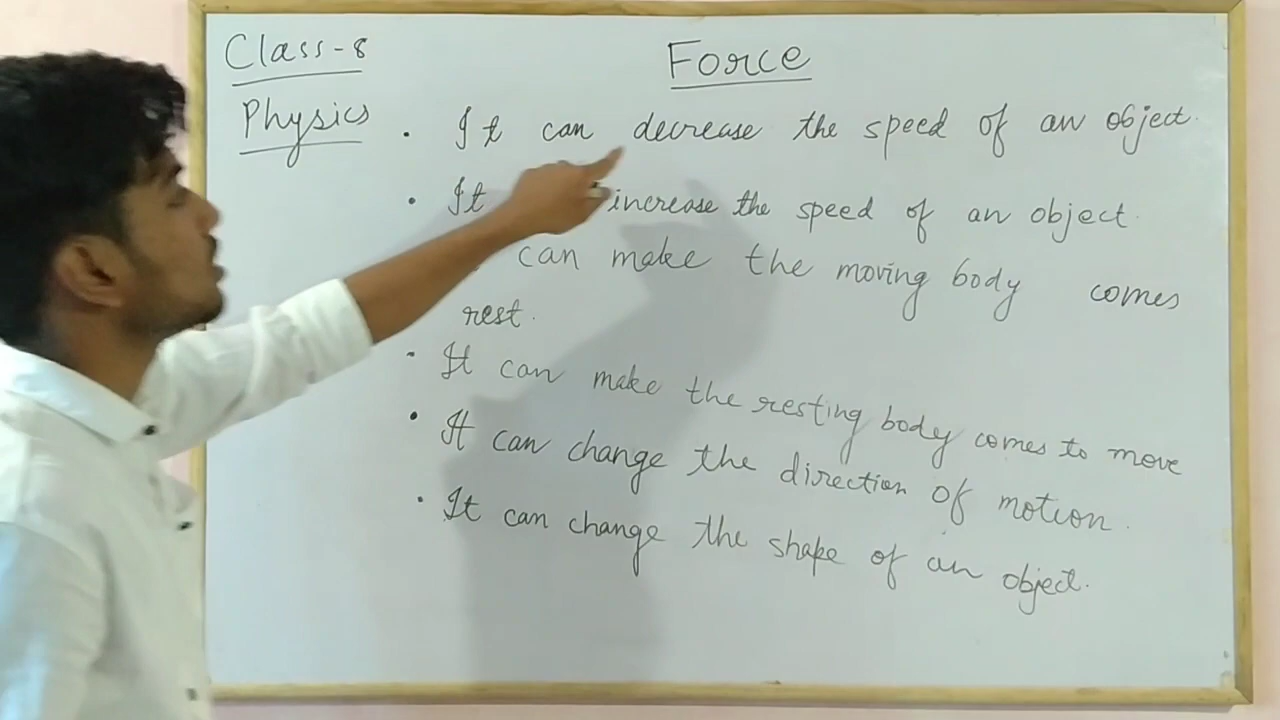 Class-8
Force
Physics
• It can decrease the speed of an object.
• It increase the speed of an object.
can make the moving body comes
rest.
• It can make the resting body comes to move
• It can change the direction of motion.
• It can change the shape of an object.